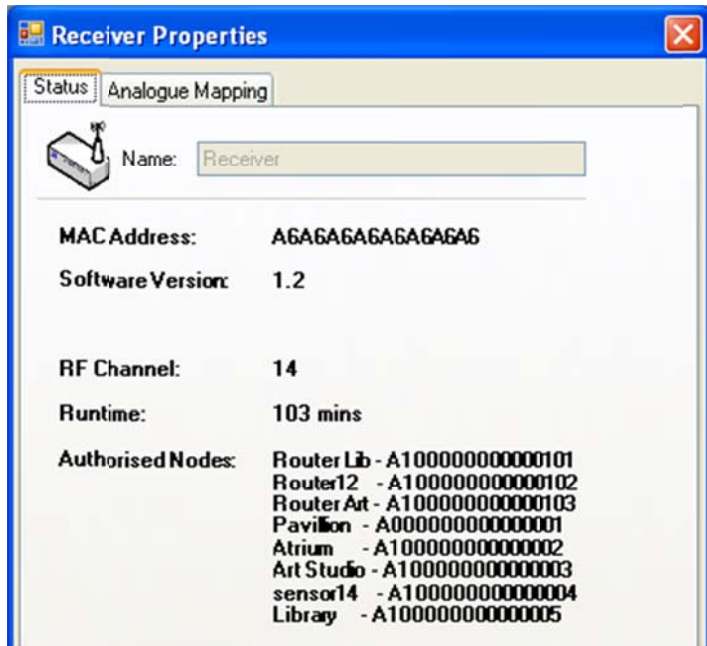 Receiver Properties
Status Analogue Mapping
Name: Receiver
MAC Address: A6A6A6A6A6A6A6A6
Software Version: 1.2
RF Channel: 14
Runtime: 103 mins
Authorised Nodes: Router Lib - A100000000000101
Router12 - A100000000000102
Router Art - A100000000000103
Pavillion - A000000000000001
Atrium - A100000000000002
Art Studio - A100000000000003
sensor14 - A100000000000004
Library - A100000000000005